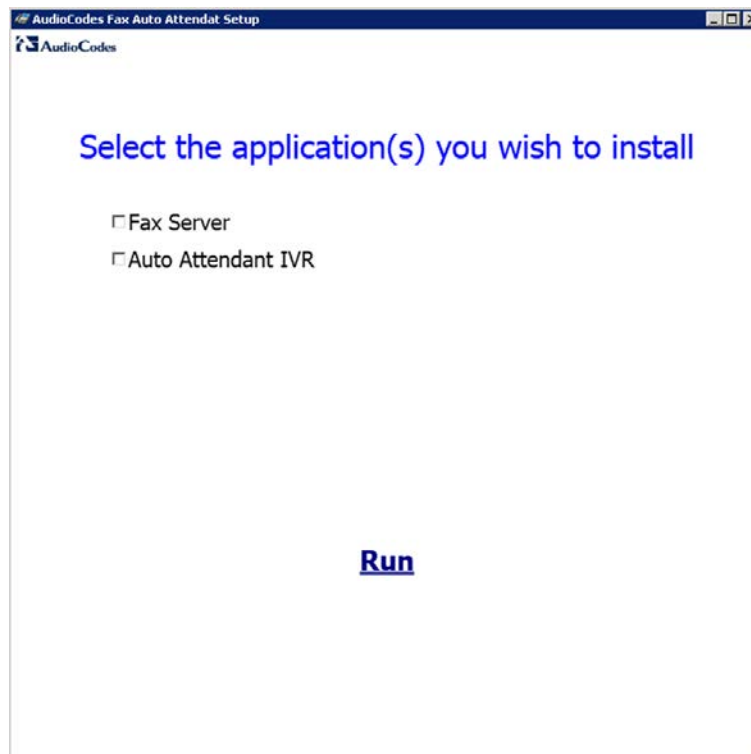 AudioCodes Fax Auto Attendat Setup
AudioCodes
Select the application(s) you wish to install
Fax Server
Auto Attendant IVR
Run